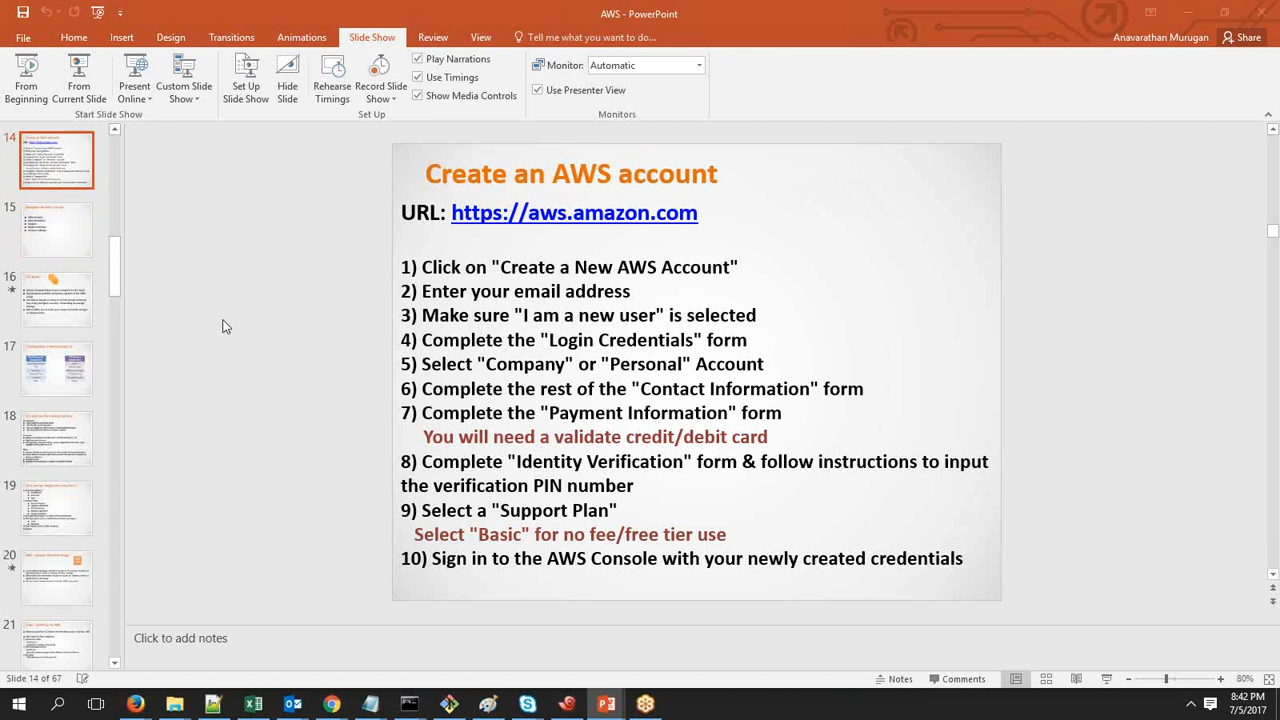 AWS - PowerPoint
File Home Insert Design Transitions Animations Slide Show Review View Tell me what you want to do... Anavarathan Murugan Share
From Beginning
From Current Slide
Present Online
Custom Slide Show
Set Up Slide Show
Hide Slide
Rehearse Timings
Record Slide Show
Play Narrations
Use Timings
Show Media Controls
Monitor: Automatic
Use Presenter View
Start Slide Show Set Up Monitors
14
15
16
17
18
19
20
21
Create an AWS account
URL: https://aws.amazon.com
1) Click on "Create a New AWS Account"
2) Enter your email address
3) Make sure "I am a new user" is selected
4) Complete the "Login Credentials" form
5) Select "Company" or "Personal" Account
6) Complete the rest of the "Contact Information" form
7) Complete the "Payment Information" form
You will need a validate credit/debit card
8) Complete "Identity Verification" form & follow instructions to input
the verification PIN number
9) Select a "Support Plan"
Select "Basic" for no fee/free tier use
10) Sign into the AWS Console with your newly created credentials
Click to add notes
Slide 14 of 67 Notes Comments 80%
8:42 PM
7/5/2017